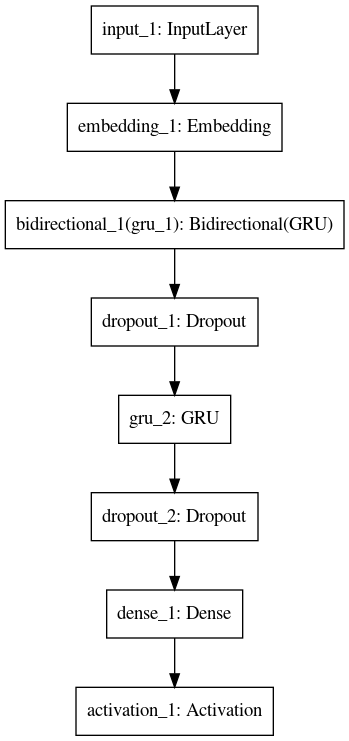 input_1: InputLayer
embedding_1: Embedding
bidirectional_1(gru_1): Bidirectional(GRU)
dropout_1: Dropout
gru_2: GRU
dropout_2: Dropout
dense_1: Dense
activation_1: Activation